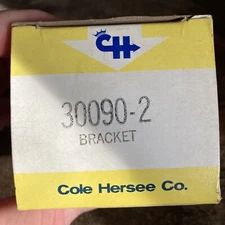 CH
30090-2
BRACKET
Cole Hersee Co.